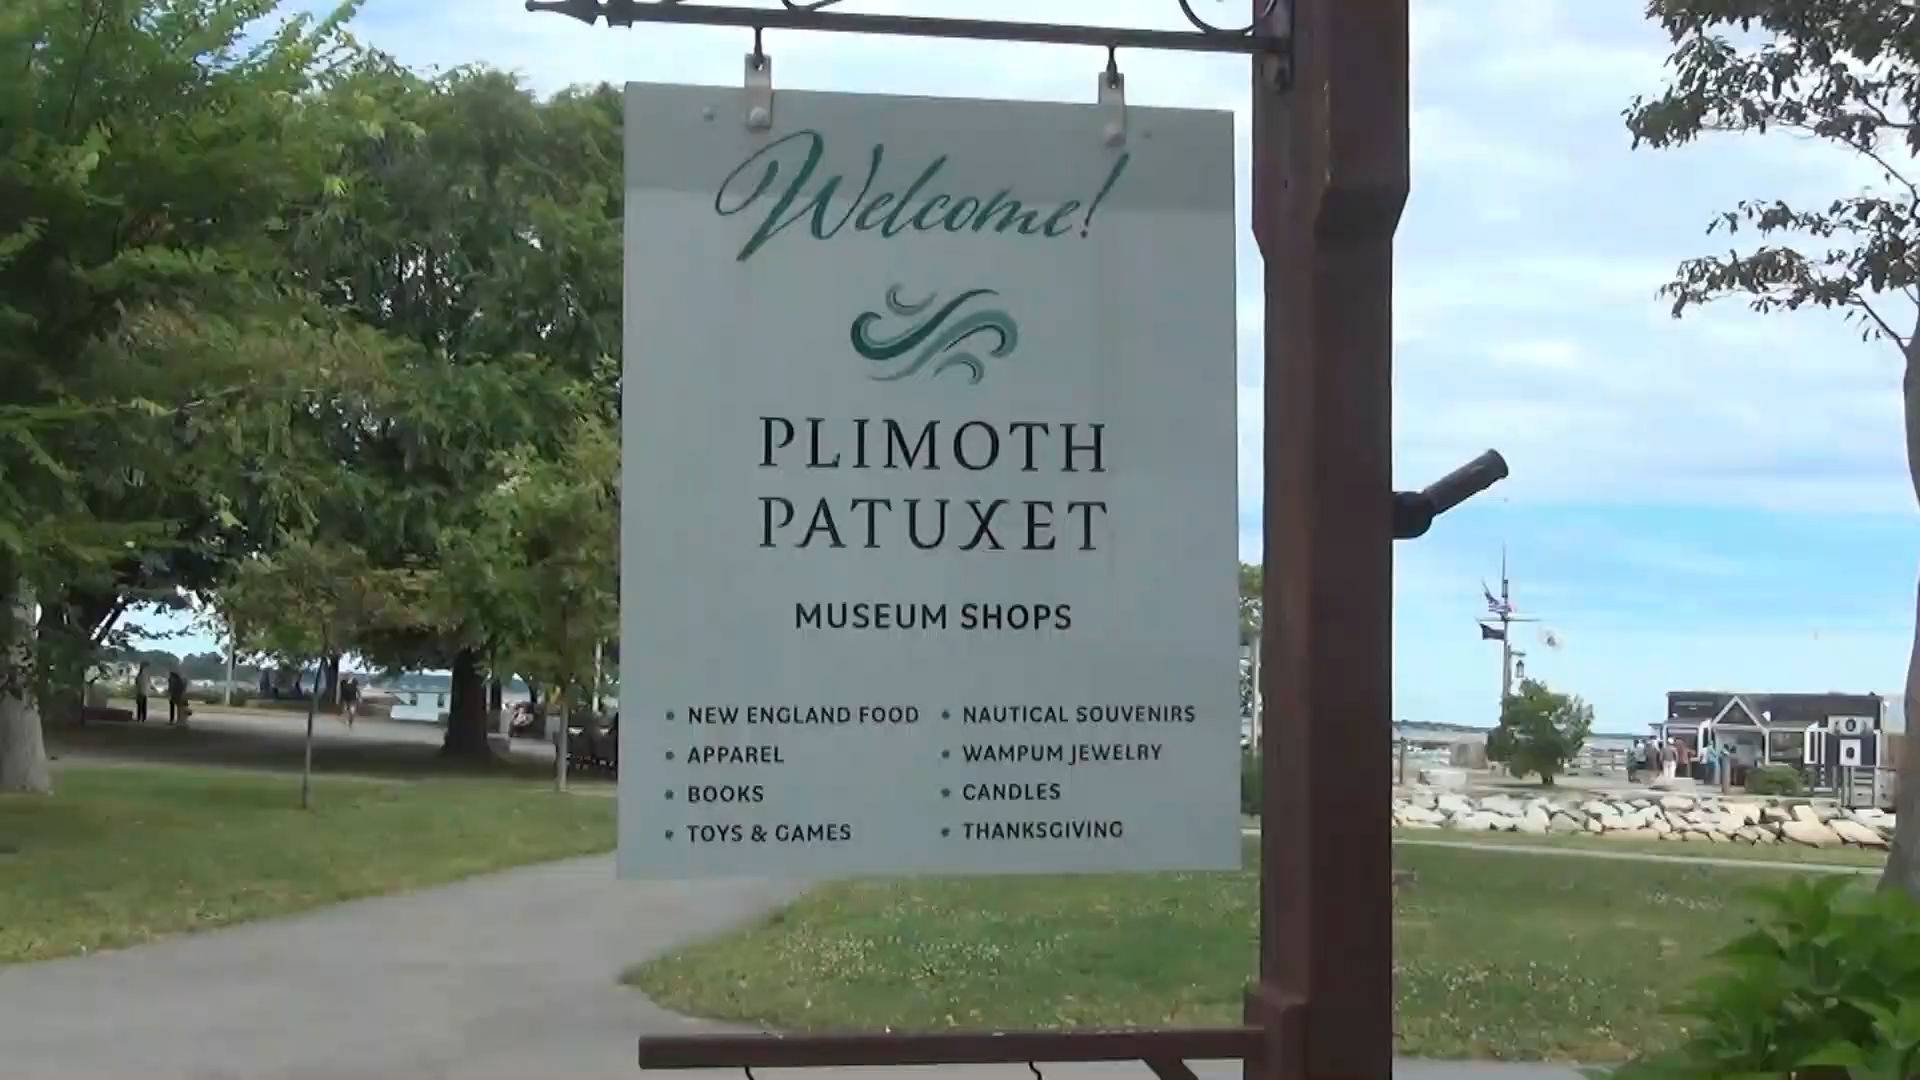 Welcome!
PLIMOTH
PATUXET
MUSEUM SHOPS
• NEW ENGLAND FOOD
• APPAREL
• BOOKS
• TOYS & GAMES
• NAUTICAL SOUVENIRS
• WAMPUM JEWELRY
• CANDLES
• THANKSGIVING